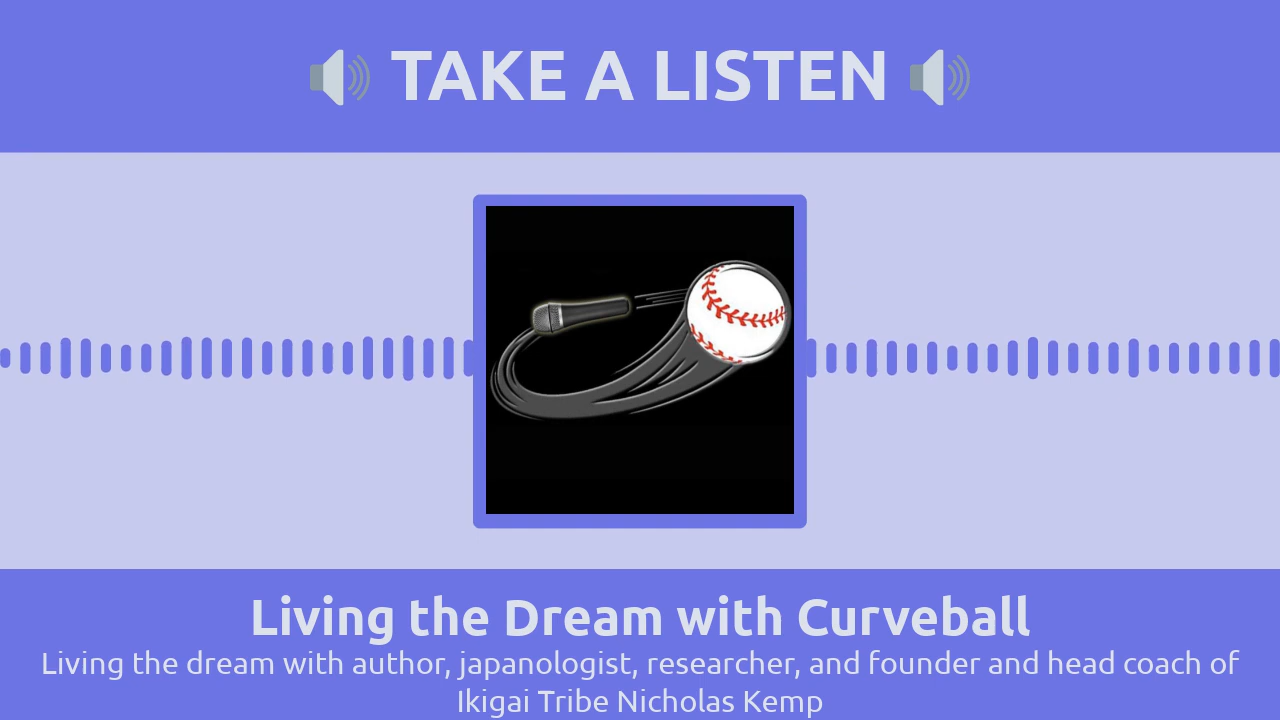 🔊 TAKE A LISTEN 🔊
Living the Dream with Curveball
Living the dream with author, japanologist, researcher, and founder and head coach of
Ikigai Tribe Nicholas Kemp